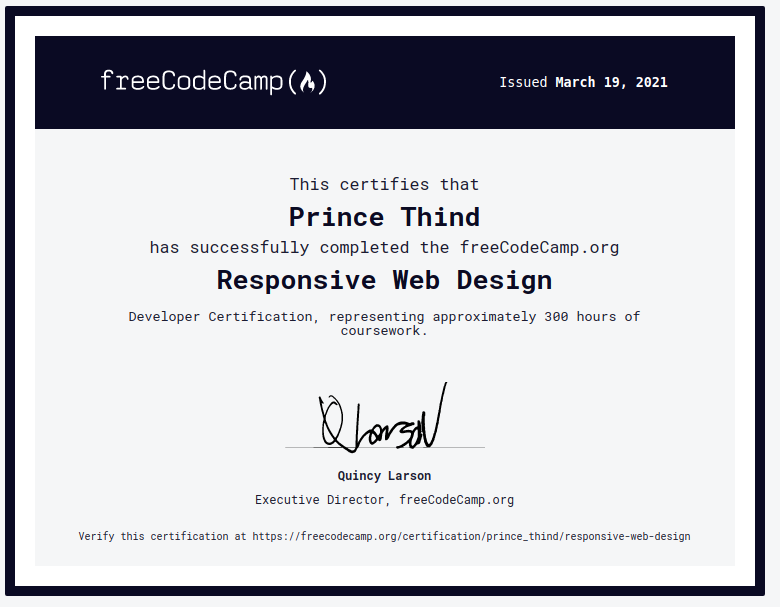 freeCodeCamp
Issued March 19, 2021
This certifies that
Prince Thind
has successfully completed the freeCodeCamp.org
Responsive Web Design
Developer Certification, representing approximately 300 hours of
coursework.
Q Larson
Quincy Larson
Executive Director, freeCodeCamp.org
Verify this certification at https://freecodecamp.org/certification/prince_thind/responsive-web-design